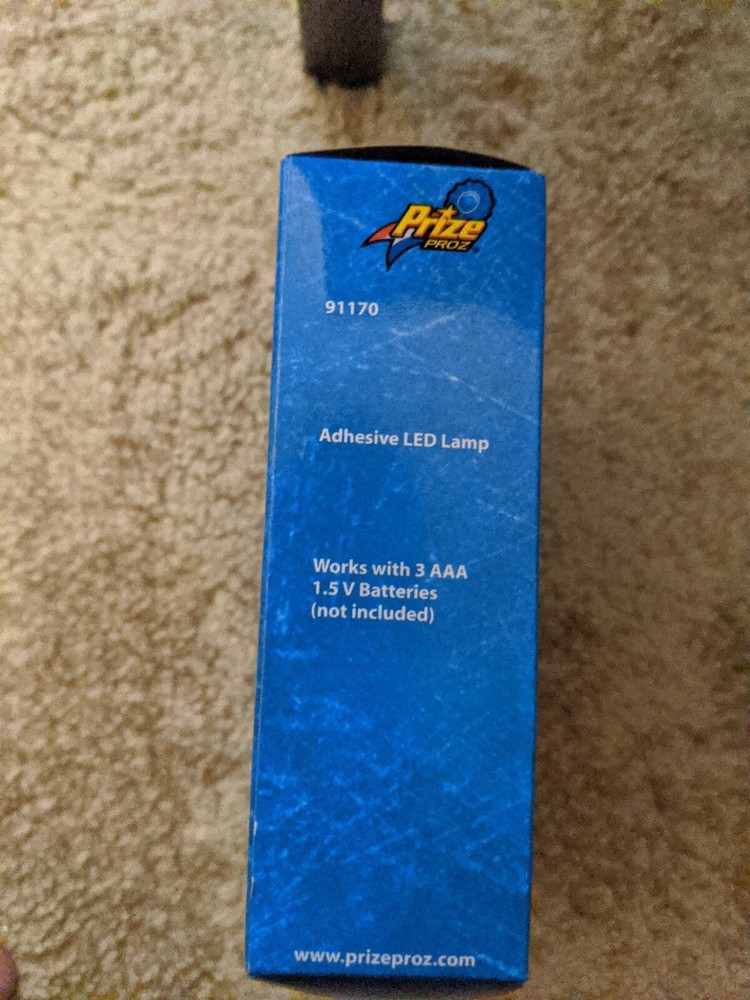 Prize
PROZ
91170
Adhesive LED Lamp
Works with 3 AAA
1.5 V Batteries
(not included)
www.prizeproz.com